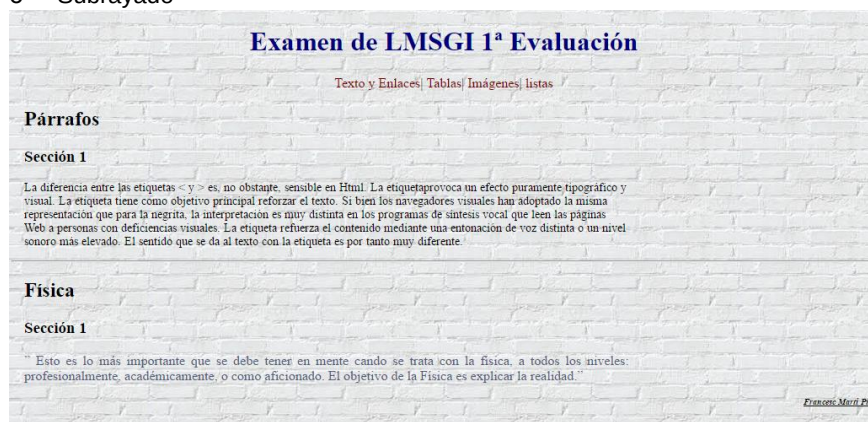 Subrayado
Examen de LMSGI 1ª Evaluación
Texto y Enlaces| Tablas| Imágenes| listas
Párrafos
Sección 1
La diferencia entre las etiquetas < y > es, no obstante, sensible en Html. La etiquetaprovoca un efecto puramente tipográfico y
visual. La etiqueta tiene como objetivo principal reforzar el texto. Si bien los navegadores visuales han adoptado la misma
representación que para la negrita, la interpretación es muy distinta en los programas de síntesis vocal que leen las páginas
Web a personas con deficiencias visuales. La etiqueta refuerza el contenido mediante una entonación de voz distinta o un nivel
sonoro más elevado. El sentido que se da al texto con la etiqueta es por tanto muy diferente.
Física
Sección 1
" Esto es lo más importante que se debe tener en mente cando se trata con la física, a todos los niveles:
profesionalmente, académicamente, o como aficionado. El objetivo de la Física es explicar la realidad."
Francesc Martí